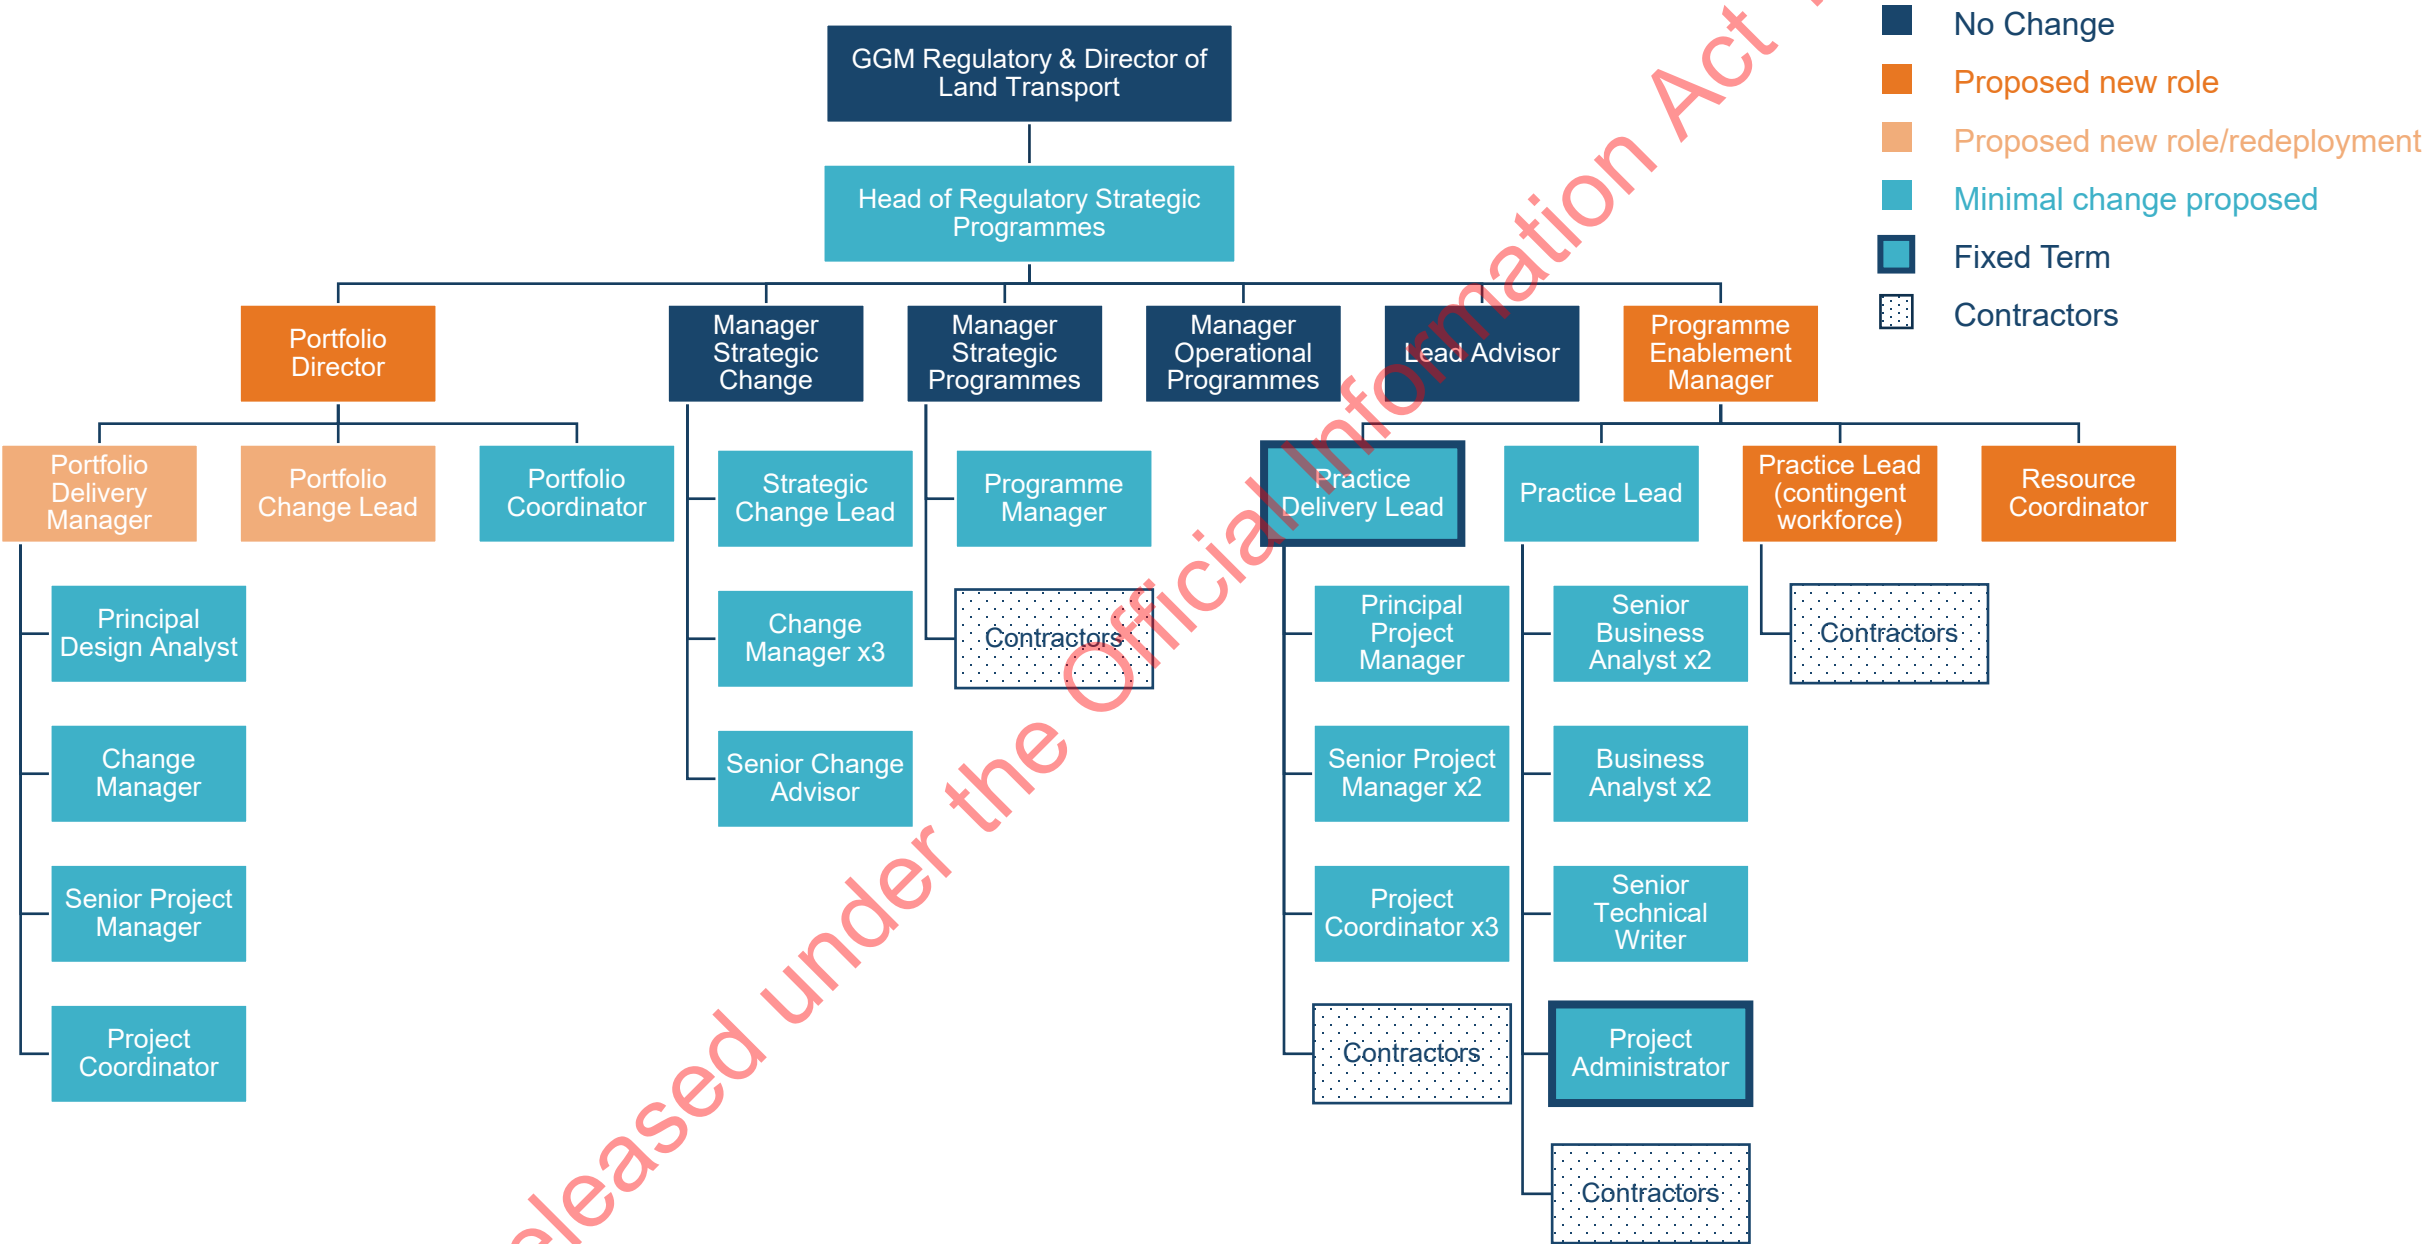 GGM Regulatory & Director of
Land Transport
Head of Regulatory Strategic
Programmes
No Change
Proposed new role
Proposed new role/redeployment
Minimal change proposed
Fixed Term
Contractors
Portfolio
Director
Manager
Strategic
Change
Manager
Strategic
Programmes
Manager
Operational
Programmes
Lead Advisor
Programme
Enablement
Manager
Portfolio
Delivery
Manager
Portfolio
Change Lead
Portfolio
Coordinator
Strategic
Change Lead
Programme
Manager
Practice
Delivery Lead
Practice Lead
Practice Lead
(contingent
workforce)
Resource
Coordinator
Principal
Design Analyst
Change
Manager
Senior Project
Manager
Project
Coordinator
Change
Manager x3
Senior Change
Advisor
Contractors
Principal
Project
Manager
Senior Project
Manager x2
Project
Coordinator x3
Contractors
Senior
Business
Analyst x2
Business
Analyst x2
Senior
Technical
Writer
Project
Administrator
Contractors
Contractors
eleased under the Official Information Act